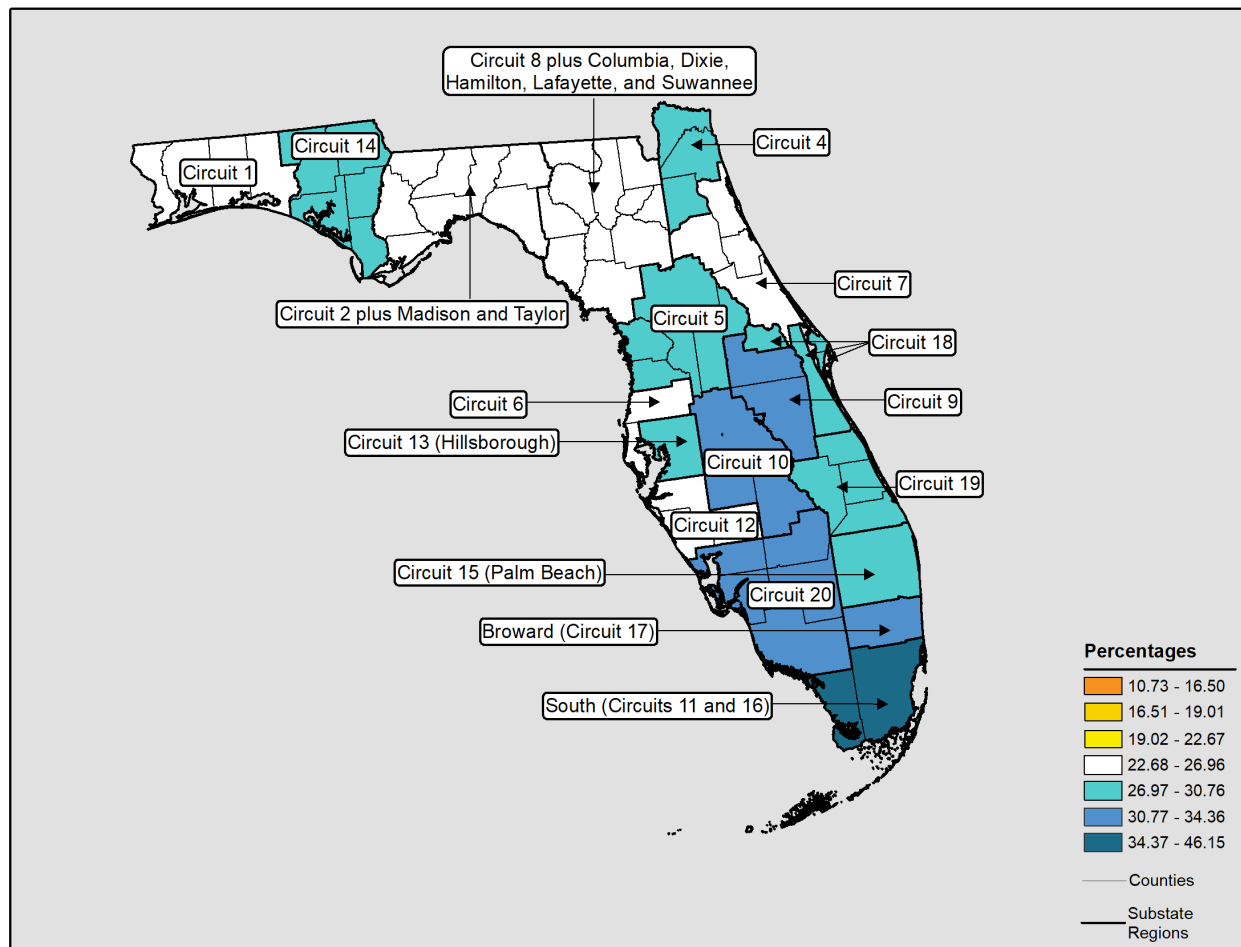 Circuit 8 plus Columbia, Dixie,
Hamilton, Lafayette, and Suwannee
Circuit 4
Circuit 14
Circuit 1
Circuit 7
Circuit 2 plus Madison and Taylor
Circuit 5
Circuit 18
Circuit 6
Circuit 9
Circuit 13 (Hillsborough)
Circuit 10
Circuit 19
Circuit 12
Circuit 15 (Palm Beach)
Circuit 20
Broward (Circuit 17)
South (Circuits 11 and 16)
Percentages
10.73 - 16.50
16.51 - 19.01
19.02 - 22.67
22.68 - 26.96
26.97 - 30.76
30.77 - 34.36
34.37 - 46.15
Counties
Substate
Regions